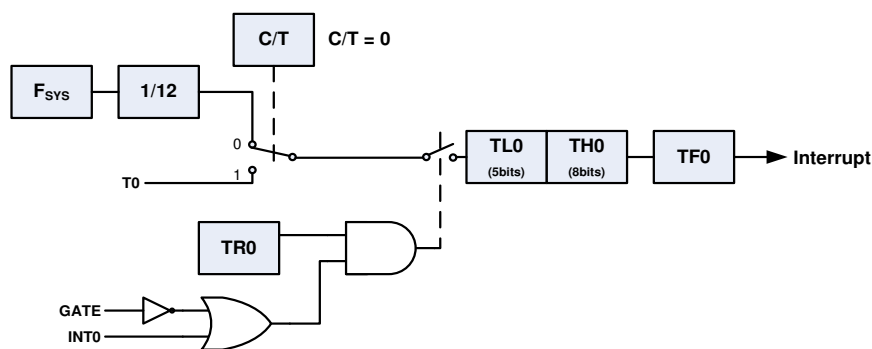 C/T
C/T = 0
FSYS
1/12
0
1
T0
TL0
(5bits)
TH0
(8bits)
TF0
Interrupt
TR0
GATE
INT0